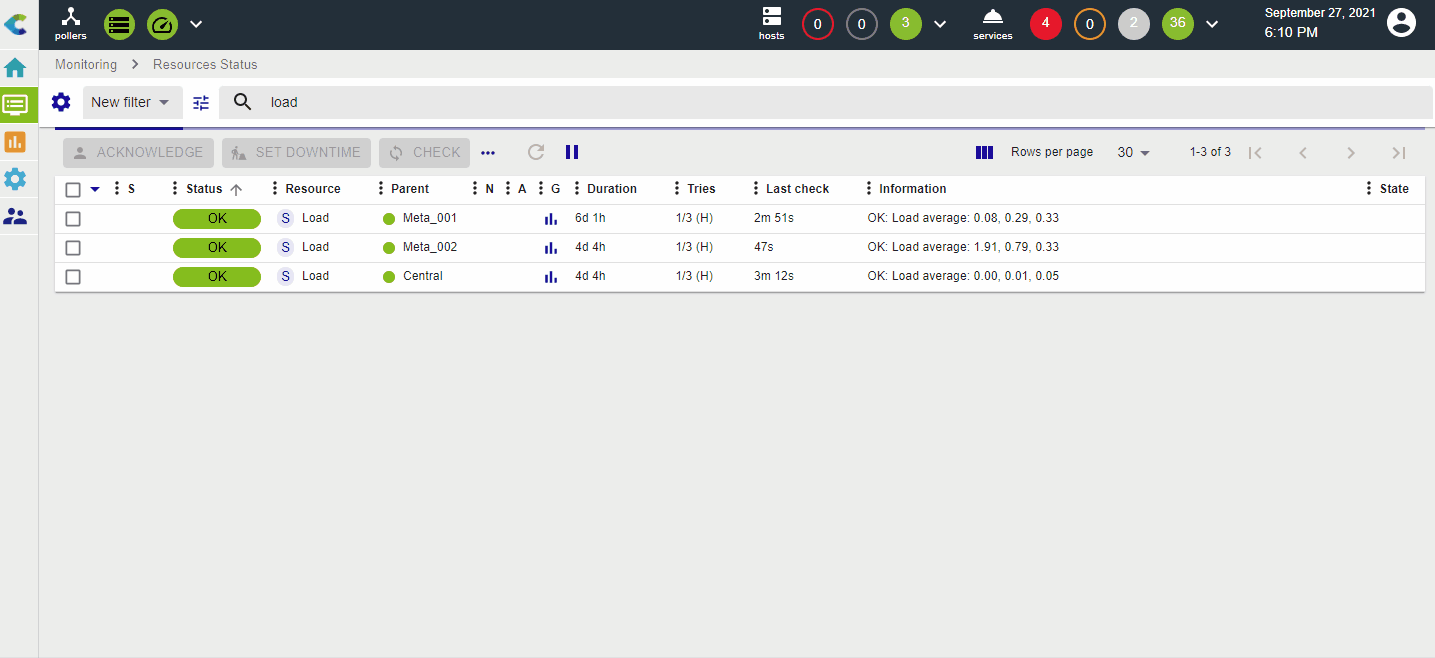 pollers
hosts 0 0 3
services 4 0 2 36
September 27, 2021
6:10 PM
Monitoring > Resources Status
New filter load
ACKNOWLEDGE SET DOWNTIME CHECK Rows per page 30 1-3 of 3
S Status Resource Parent N A G Duration Tries Last check Information State
OK S Load Meta_001 6d 1h 1/3 (H) 2m 51s OK: Load average: 0.08, 0.29, 0.33
OK S Load Meta_002 4d 4h 1/3 (H) 47s OK: Load average: 1.91, 0.79, 0.33
OK S Load Central 4d 4h 1/3 (H) 3m 12s OK: Load average: 0.00, 0.01, 0.05